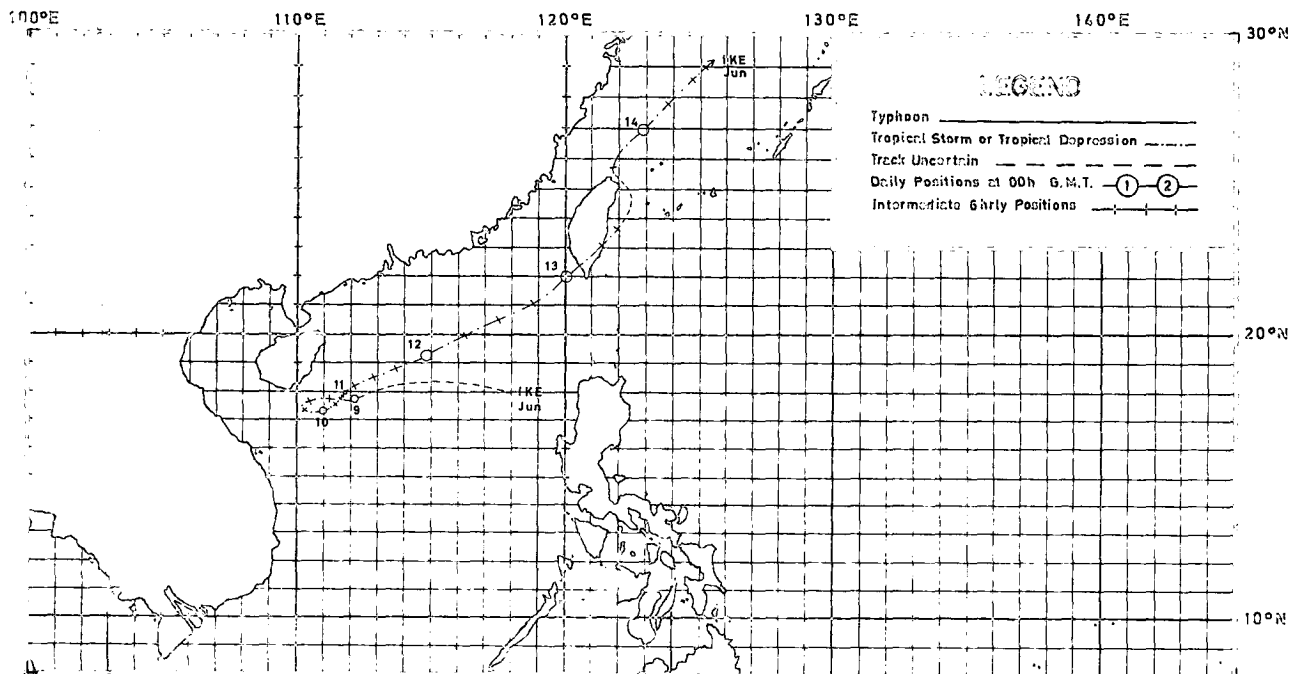 100°E 110°E 120°E 130°E 140°E
30°N
IKE
Jun
LEGEND
Typhoon
Tropical Storm or Tropical Depression
Track Uncertain
Daily Positions at 00h G.M.T. 1 2
Intermediate 6hrly Positions
14
13
20°N
12
11
9
10
IKE
Jun
10°N